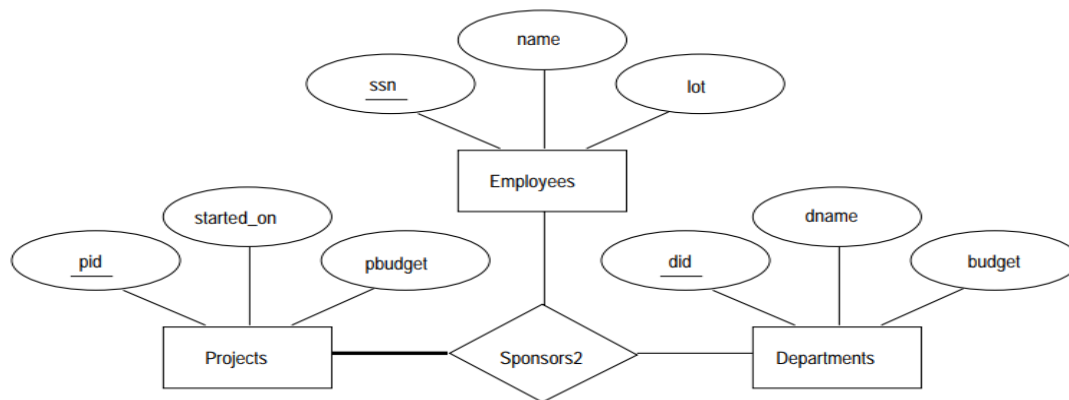 name
ssn
lot
Employees
started_on
dname
pid
pbudget
did
budget
Projects
Sponsors2
Departments